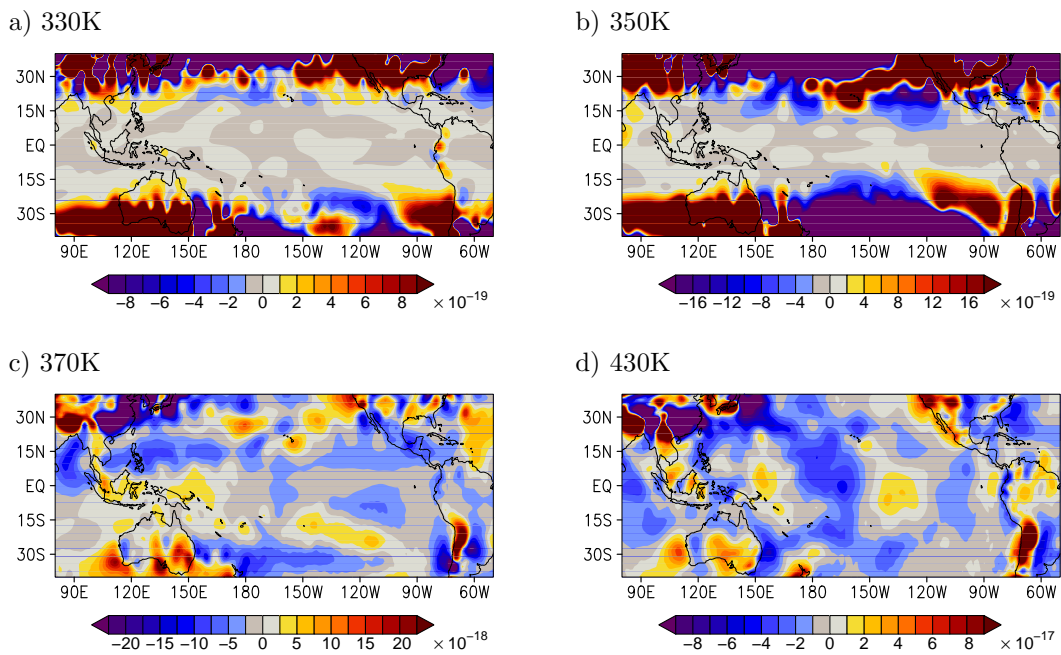 a) 330K
b) 350K
30N
15N
EQ
15S
30S
90E 120E 150E 180 150W 120W 90W 60W
30N
15N
EQ
15S
30S
90E 120E 150E 180 150W 120W 90W 60W
−8 −6 −4 −2 0 2 4 6 8 × 10⁻¹⁹
−16 −12 −8 −4 0 4 8 12 16 × 10⁻¹⁹
c) 370K
d) 430K
30N
15N
EQ
15S
30S
90E 120E 150E 180 150W 120W 90W 60W
30N
15N
EQ
15S
30S
90E 120E 150E 180 150W 120W 90W 60W
−20 −15 −10 −5 0 5 10 15 20 × 10⁻¹⁸
−8 −6 −4 −2 0 2 4 6 8 × 10⁻¹⁷